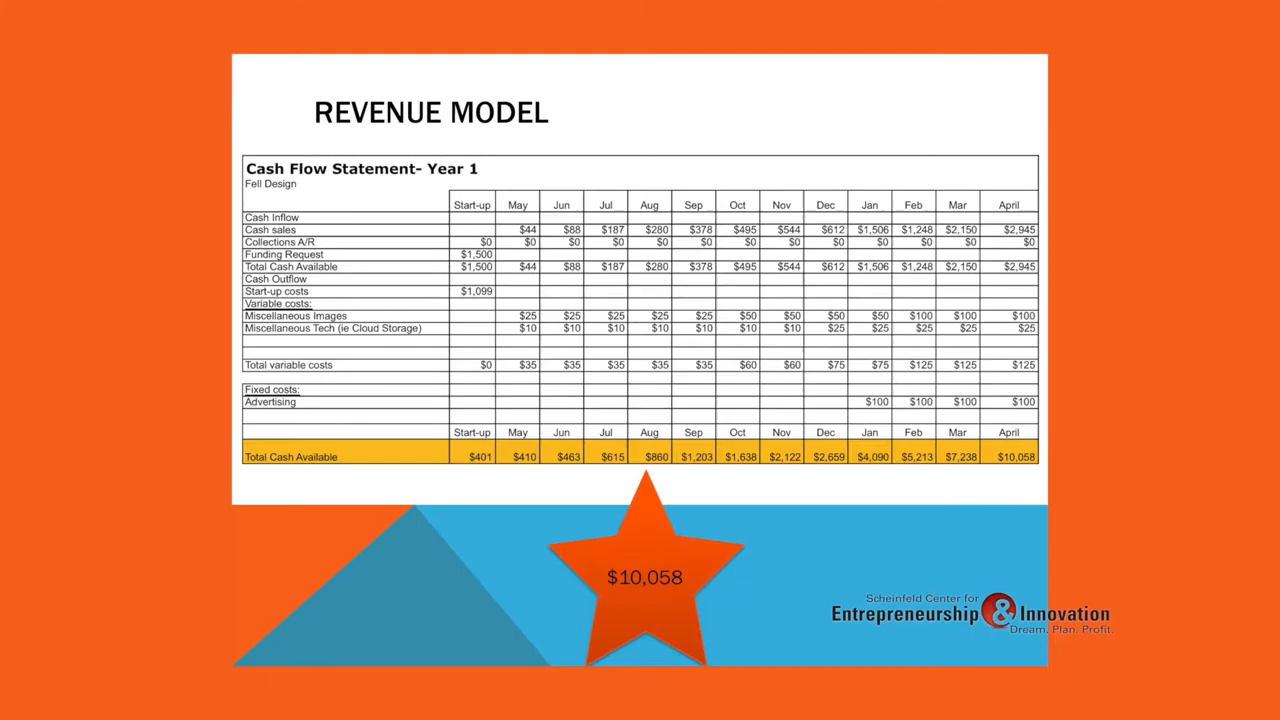 REVENUE MODEL
Cash Flow Statement- Year 1
Fell Design
Start-up May Jun Jul Aug Sep Oct Nov Dec Jan Feb Mar April
Cash Inflow
Cash sales $44 $88 $187 $280 $378 $495 $544 $612 $1,506 $1,248 $2,150 $2,945
Collections A/R $0 $0 $0 $0 $0 $0 $0 $0 $0 $0 $0 $0 $0
Funding Request $1,500
Total Cash Available $1,500 $44 $88 $187 $280 $378 $495 $544 $612 $1,506 $1,248 $2,150 $2,945
Cash Outflow
Start-up costs $1,099
Variable costs:
Miscellaneous Images $25 $25 $25 $25 $25 $50 $50 $50 $50 $100 $100 $100
Miscellaneous Tech (ie Cloud Storage) $10 $10 $10 $10 $10 $10 $10 $25 $25 $25 $25 $25
Total variable costs $0 $35 $35 $35 $35 $35 $60 $60 $75 $75 $125 $125 $125
Fixed costs:
Advertising $100 $100 $100 $100
Start-up May Jun Jul Aug Sep Oct Nov Dec Jan Feb Mar April
Total Cash Available $401 $410 $463 $615 $860 $1,203 $1,638 $2,122 $2,659 $4,090 $5,213 $7,238 $10,058
$10,058
Scheinfeld Center for
Entrepreneurship & Innovation
Dream. Plan. Profit.